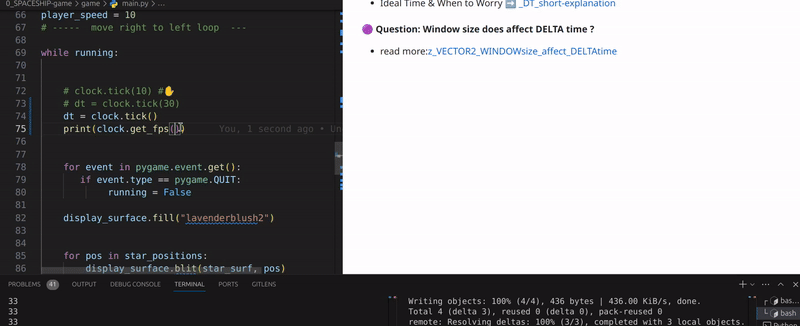 0_SPACESHIP-game > game > main.py > ...
66 player_speed = 10
67 # -----  move right to left loop  ---
68
69 while running:
70
71
72 # clock.tick(10) #✋
73 # dt = clock.tick(30)
74 dt = clock.tick()
75 print(clock.get_fps()) You, 1 second ago • Un
76
77
78 for event in pygame.event.get():
79 if event.type == pygame.QUIT:
80 running = False
81
82 display_surface.fill("lavenderblush2")
83
84
85 for pos in star_positions:
86 display_surface.blit(star_surf, pos)
• Ideal Time & When to Worry ➡️ _DT_short-explanation
🟣 Question: Window size does affect DELTA time ?
• read more:z_VECTOR2_WINDOWsize_affect_DELTAtime
PROBLEMS 41 OUTPUT DEBUG CONSOLE TERMINAL PORTS GITLENS
33
33
33
Writing objects: 100% (4/4), 436 bytes | 436.00 KiB/s, done.
Total 4 (delta 3), reused 0 (delta 0), pack-reused 0
remote: Resolving deltas: 100% (3/3), completed with 3 local objects.
bas...
bash